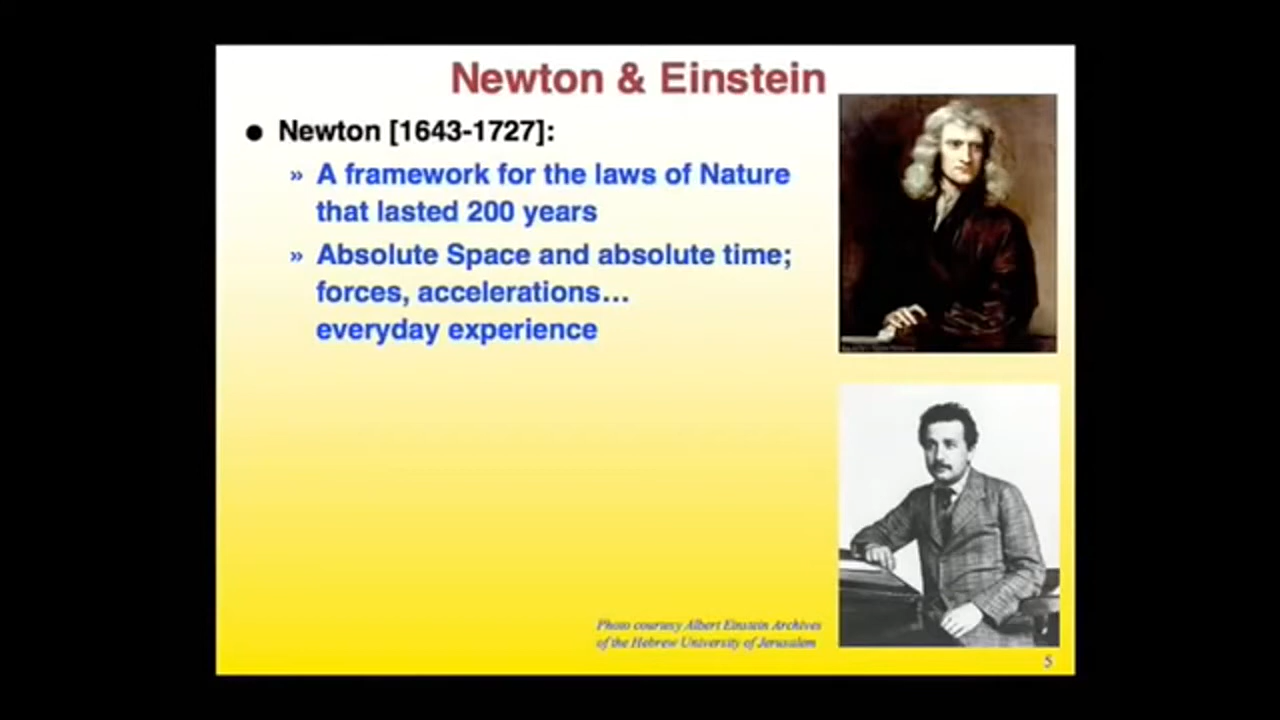 Newton & Einstein
● Newton [1643-1727]:
» A framework for the laws of Nature
that lasted 200 years
» Absolute Space and absolute time;
forces, accelerations…
everyday experience
Photo courtesy Albert Einstein Archives
of the Hebrew University of Jerusalem
5